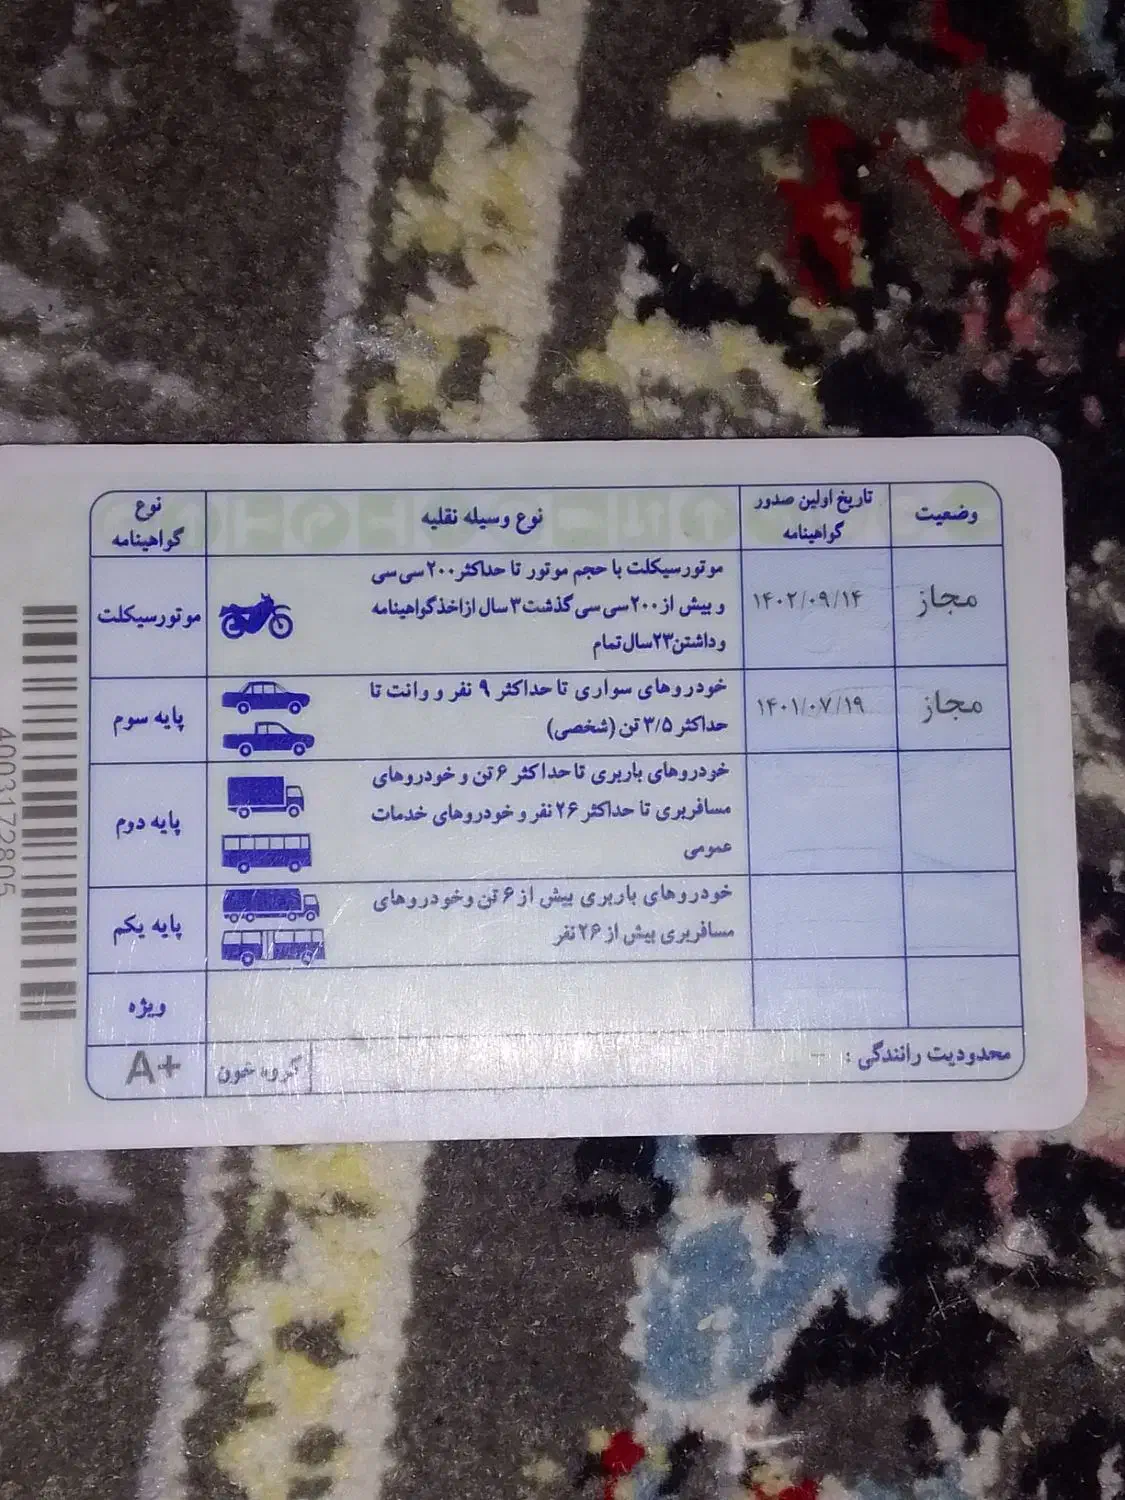 وضعیت
تاریخ اولین صدور
گواهینامه
نوع وسیله نقلیه
نوع
گواهینامه
مجاز
۱۴۰۲/۰۹/۱۴
موتورسیکلت با حجم موتور تا حداکثر ۲۰۰ سی سی
و بیش از ۲۰۰ سی سی گذشت ۳ سال از اخذ گواهینامه
و داشتن ۲۳ سال تمام
موتورسیکلت
مجاز
۱۴۰۱/۰۷/۱۹
خودروهای سواری تا حداکثر ۹ نفر و وانت تا
حداکثر ۳/۵ تن (شخصی)
پایه سوم
خودروهای باربری تا حداکثر ۶ تن و خودروهای
مسافربری تا حداکثر ۲۶ نفر و خودروهای خدمات
عمومی
پایه دوم
خودروهای باربری بیش از ۶ تن وخودروهای
مسافربری بیش از ۲۶ نفر
پایه یکم
ویژه
محدودیت رانندگی : —
گروه خون
A+
4003172805